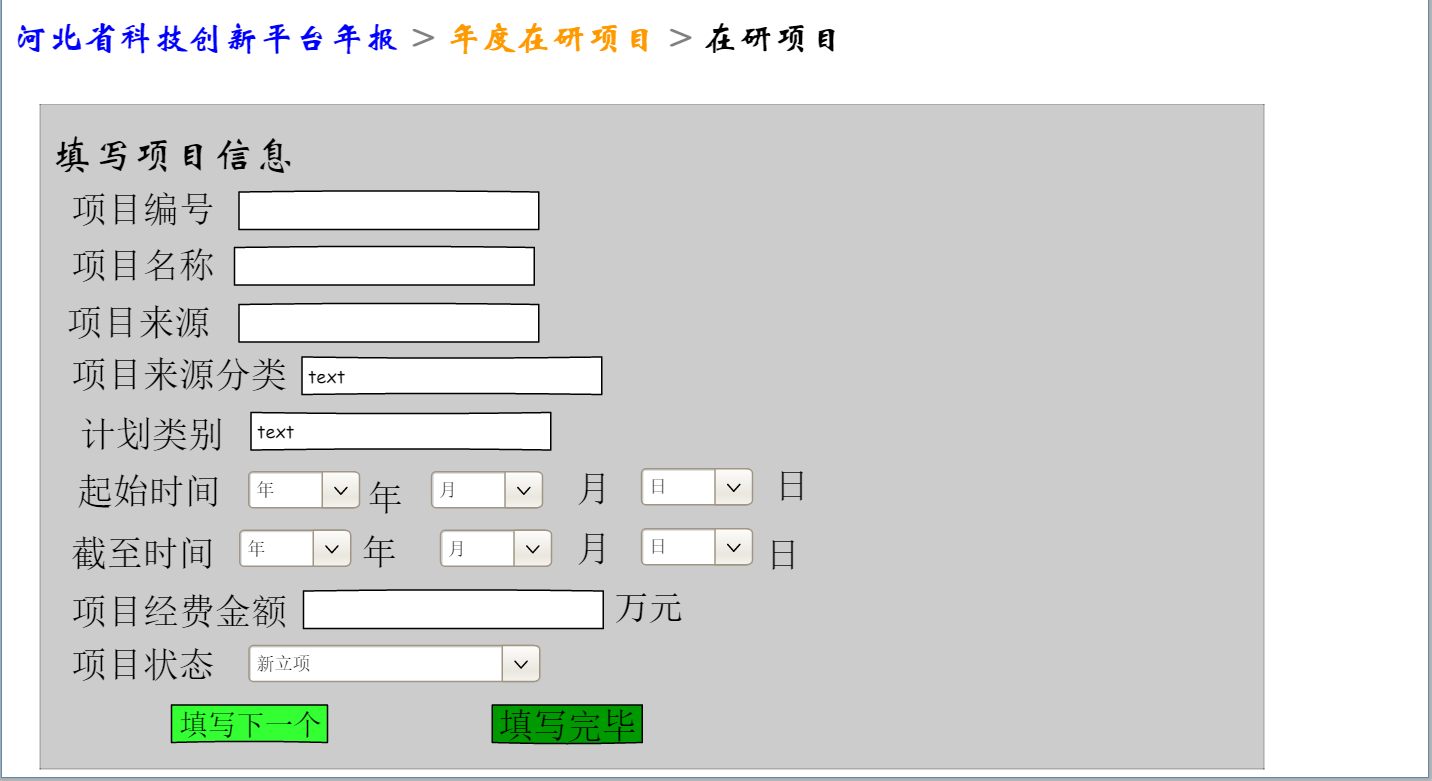 河北省科技创新平台年报 > 年度在研项目 > 在研项目
填写项目信息
项目编号
项目名称
项目来源
项目来源分类 text
计划类别 text
起始时间 年 年 月 月 日 日
截至时间 年 年 月 月 日 日
项目经费金额 万元
项目状态 新立项
填写下一个 填写完毕